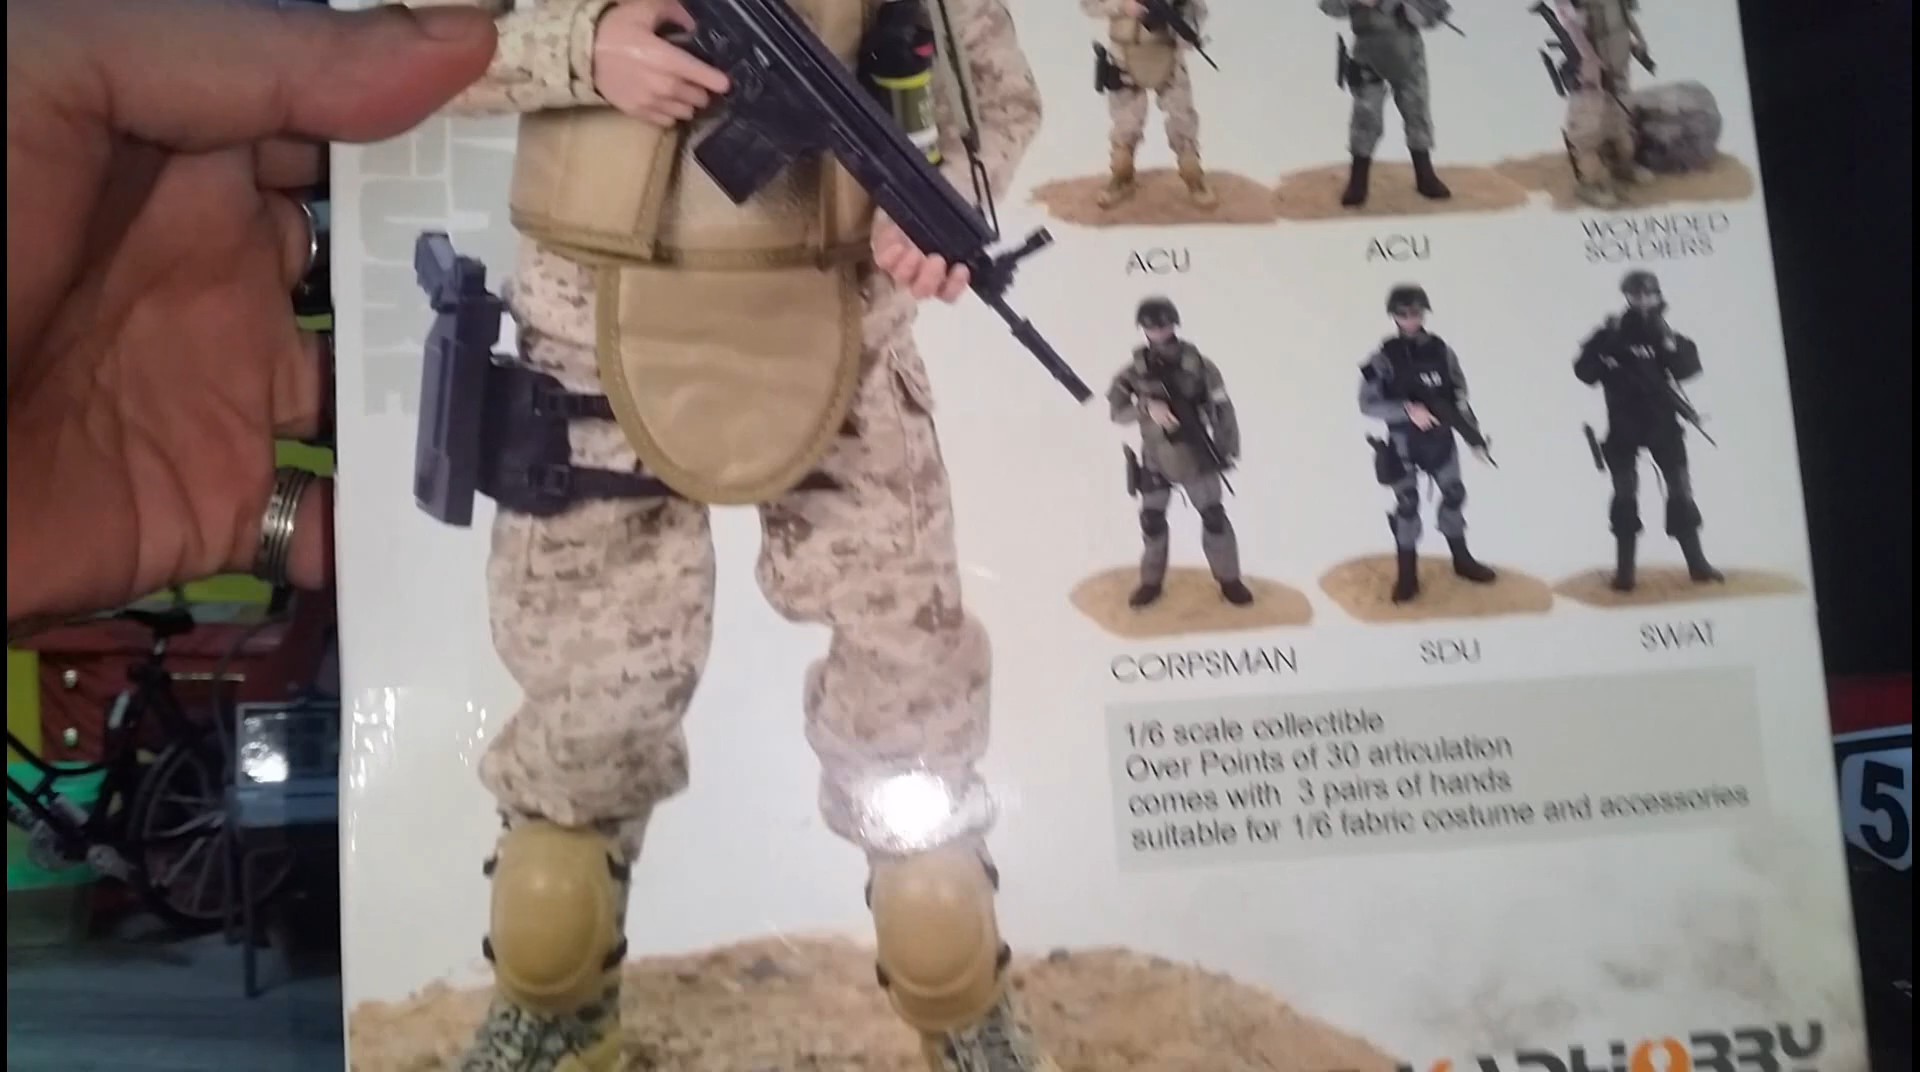 ACU
ACU
WOUNDED
SOLDIERS
CORPSMAN
SDU
SWAT
1/6 scale collectible
Over Points of 30 articulation
comes with 3 pairs of hands
suitable for 1/6 fabric costume and accessories
5